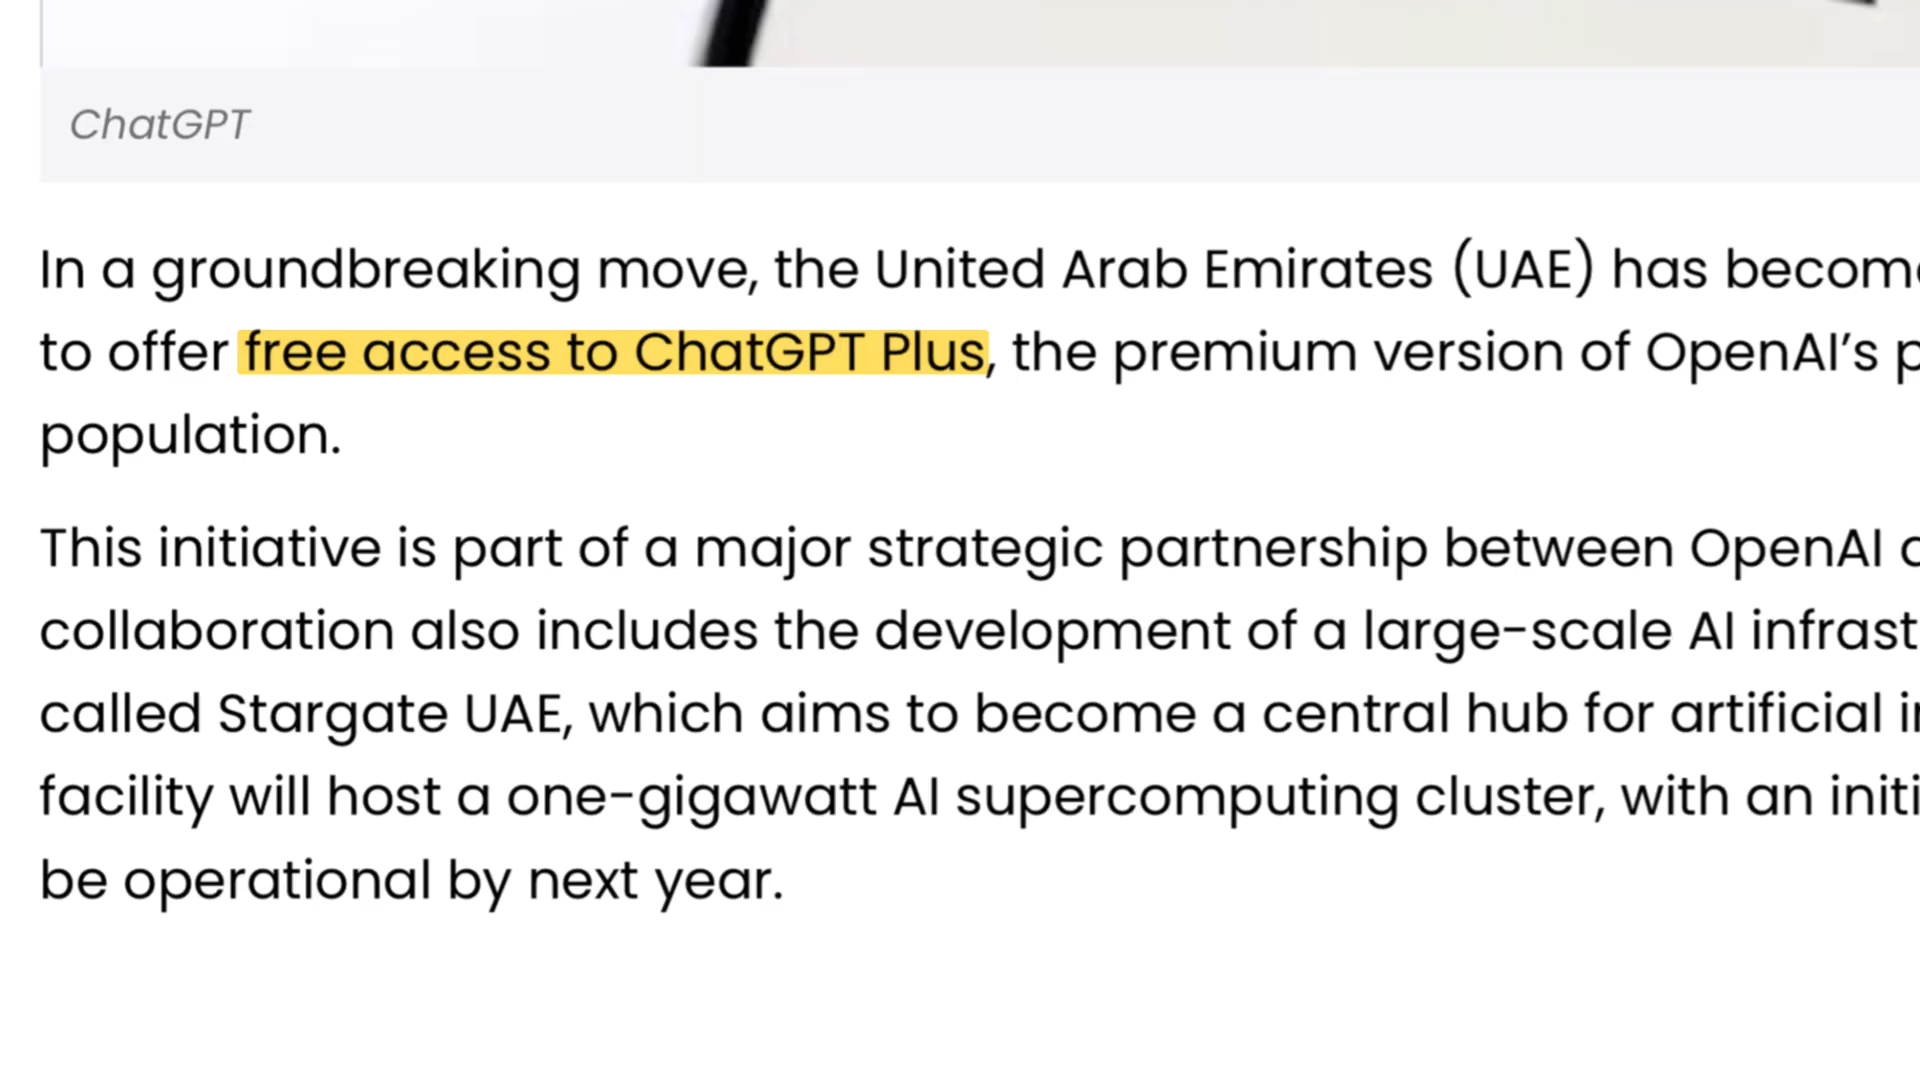 ChatGPT
In a groundbreaking move, the United Arab Emirates (UAE) has become
to offer free access to ChatGPT Plus, the premium version of OpenAI’s
population.
This initiative is part of a major strategic partnership between OpenAI
collaboration also includes the development of a large-scale AI
called Stargate UAE, which aims to become a central hub for artificial
facility will host a one-gigawatt AI supercomputing cluster, with an
be operational by next year.